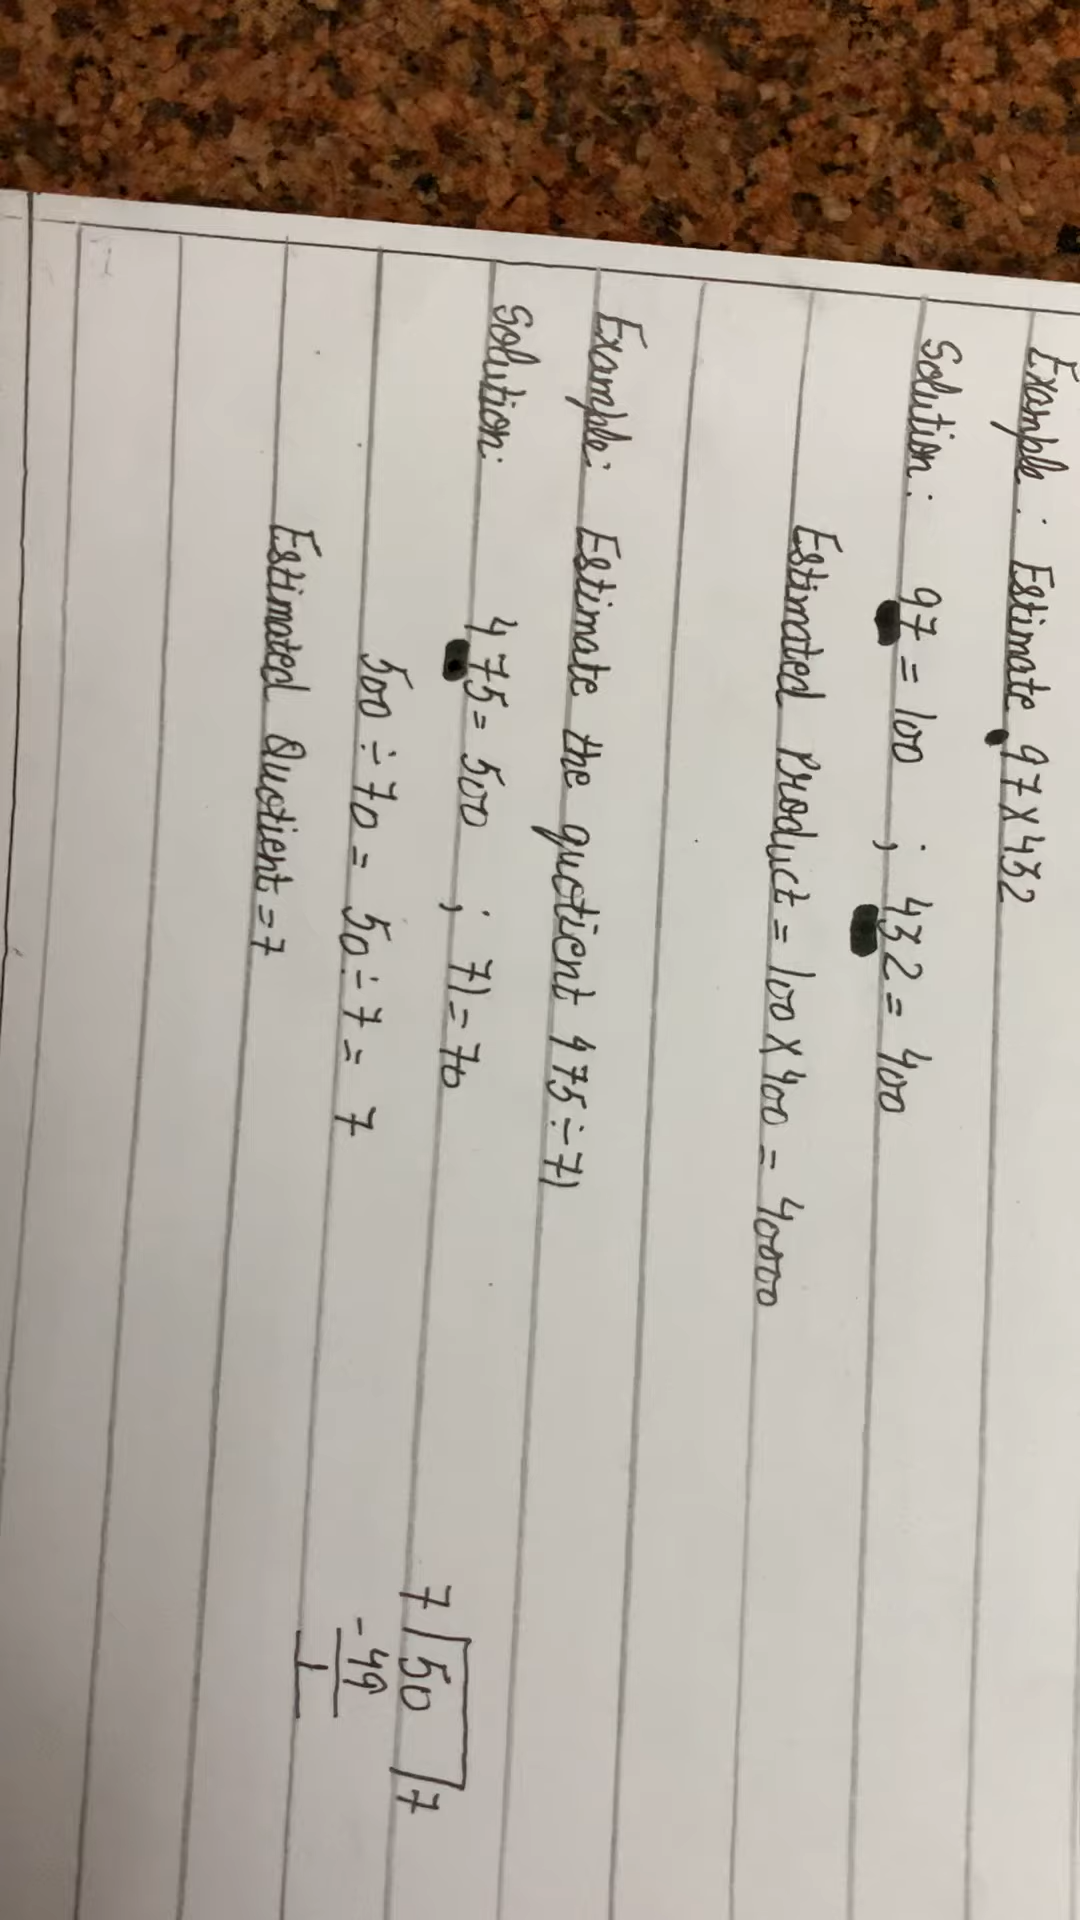 Example: Estimate 97 × 432
Solution: 97 = 100 ; 432 = 400
Estimated Product = 100 × 400 = 40000
Example: Estimate the quotient 475 ÷ 71
Solution: 475 = 500 ; 71 = 70
500 ÷ 70 = 50 ÷ 7 = 7
Estimated Quotient = 7
7 50 7
- 49
1